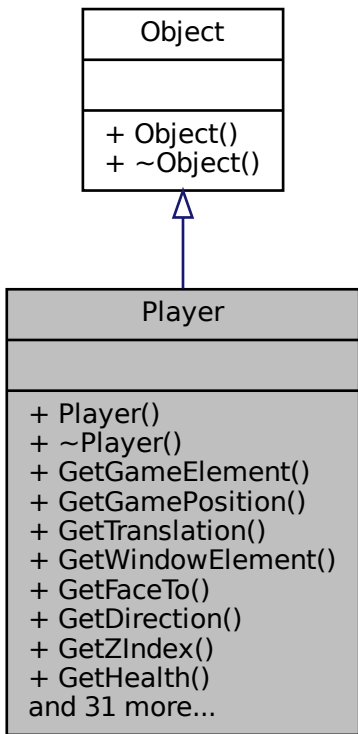 Object
+ Object()
+ ~Object()
Player
+ Player()
+ ~Player()
+ GetGameElement()
+ GetGamePosition()
+ GetTranslation()
+ GetWindowElement()
+ GetFaceTo()
+ GetDirection()
+ GetZIndex()
+ GetHealth()
and 31 more...